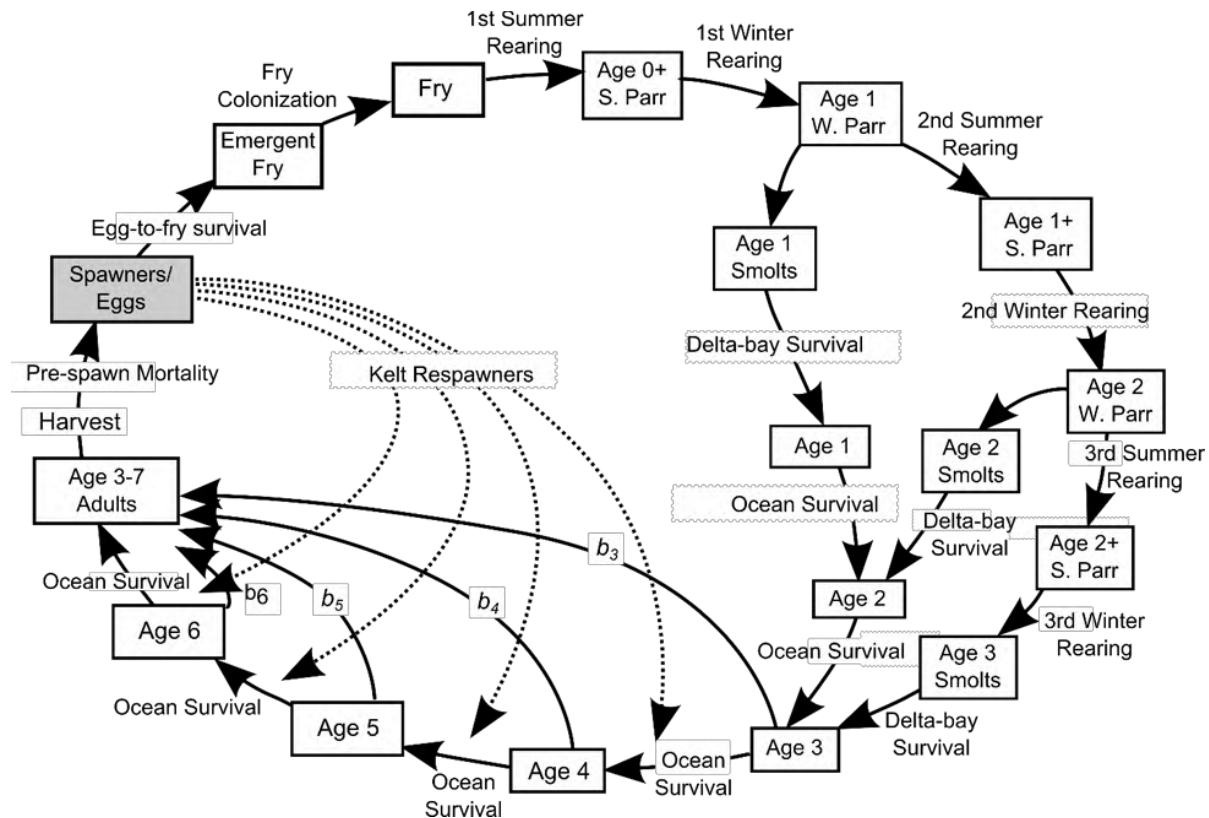 1st Summer
Rearing
1st Winter
Rearing
Fry
Colonization
Fry
Age 0+
S. Parr
Age 1
W. Parr
2nd Summer
Rearing
Emergent
Fry
Egg-to-fry survival
Age 1
Smolts
Age 1+
S. Parr
Spawners/
Eggs
2nd Winter Rearing
Delta-bay Survival
Pre-spawn Mortality
Kelt Respawners
Age 2
W. Parr
Harvest
Age 1
Age 2
Smolts
3rd Summer
Rearing
Age 3-7
Adults
Ocean Survival
Delta-bay
Survival
Age 2+
S. Parr
b3
Ocean Survival
b6
b5
b4
Age 2
Age 6
3rd Winter
Rearing
Ocean Survival
Age 3
Smolts
Ocean Survival
Age 5
Delta-bay
Survival
Age 3
Age 4
Ocean
Survival
Ocean
Survival